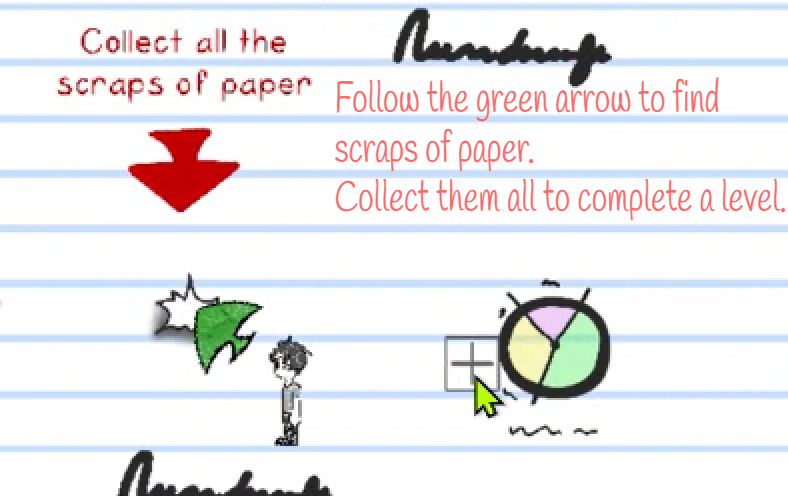 Collect all the
scraps of paper
Follow the green arrow to find
scraps of paper.
Collect them all to complete a level.